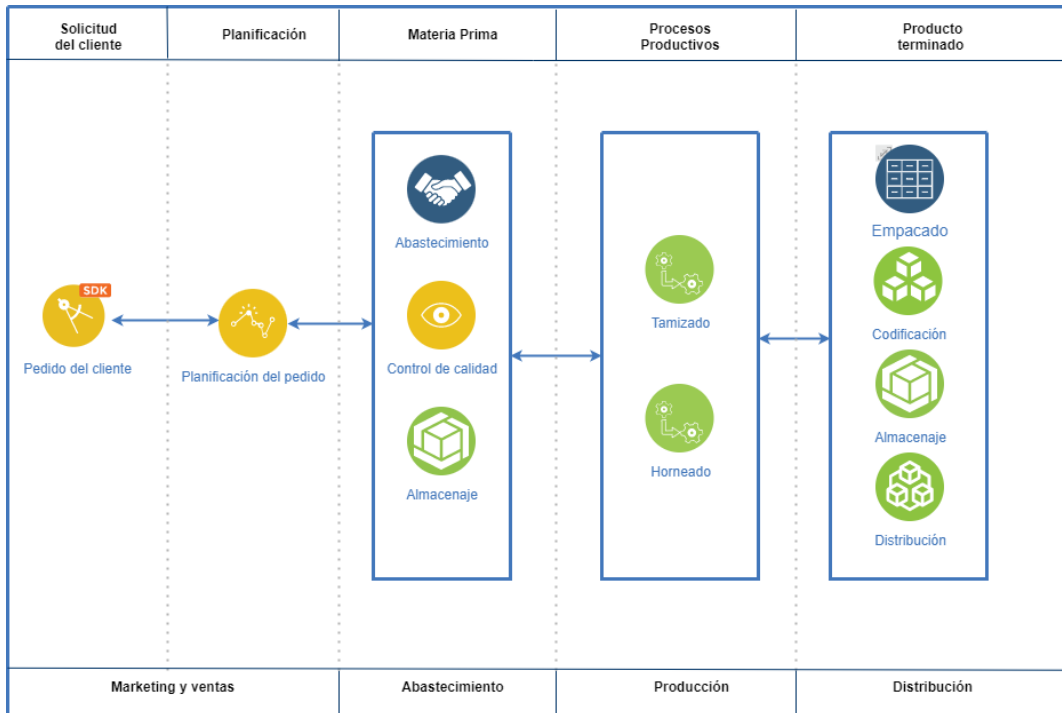 Solicitud
del cliente
Planificación
Materia Prima
Procesos
Productivos
Producto
terminado
SDK
Pedido del cliente
Planificación del pedido
Abastecimiento
Control de calidad
Almacenaje
Tamizado
Horneado
Empacado
Codificación
Almacenaje
Distribución
Marketing y ventas
Abastecimiento
Producción
Distribución